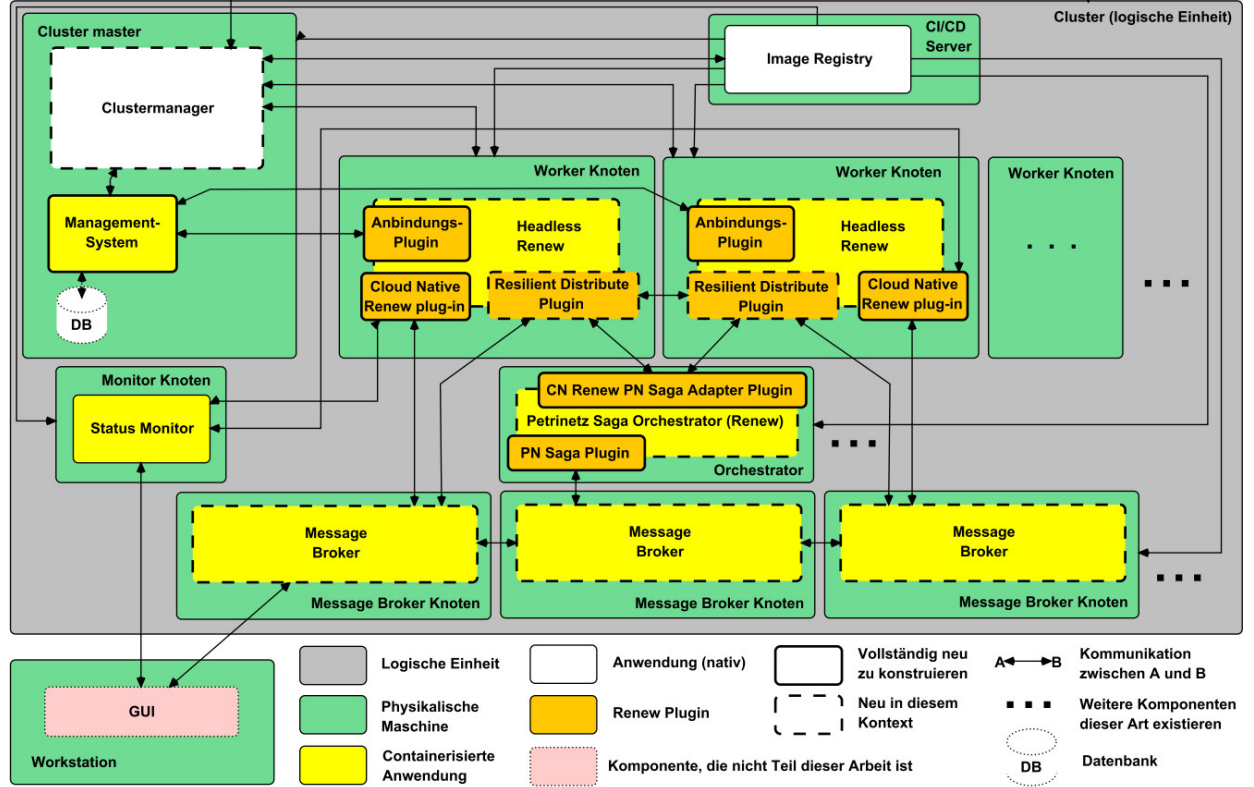 Cluster (logische Einheit)
Cluster master
Clustermanager
Management-
System
DB
CI/CD
Server
Image Registry
Worker Knoten
Anbindungs-
Plugin
Headless
Renew
Cloud Native
Renew plug-in
Resilient Distribute
Plugin
Worker Knoten
Anbindungs-
Plugin
Headless
Renew
Resilient Distribute
Plugin
Cloud Native
Renew plug-in
Worker Knoten
Monitor Knoten
Status Monitor
CN Renew PN Saga Adapter Plugin
Petrinetz Saga Orchestrator (Renew)
PN Saga Plugin
Orchestrator
Message
Broker
Message Broker Knoten
Message
Broker
Message Broker Knoten
Message
Broker
Message Broker Knoten
GUI
Workstation
Logische Einheit
Physikalische
Maschine
Containerisierte
Anwendung
Anwendung (nativ)
Renew Plugin
Komponente, die nicht Teil dieser Arbeit ist
Vollständig neu
zu konstruieren
Neu in diesem
Kontext
A B
Kommunikation
zwischen A und B
Weitere Komponenten
dieser Art existieren
DB
Datenbank